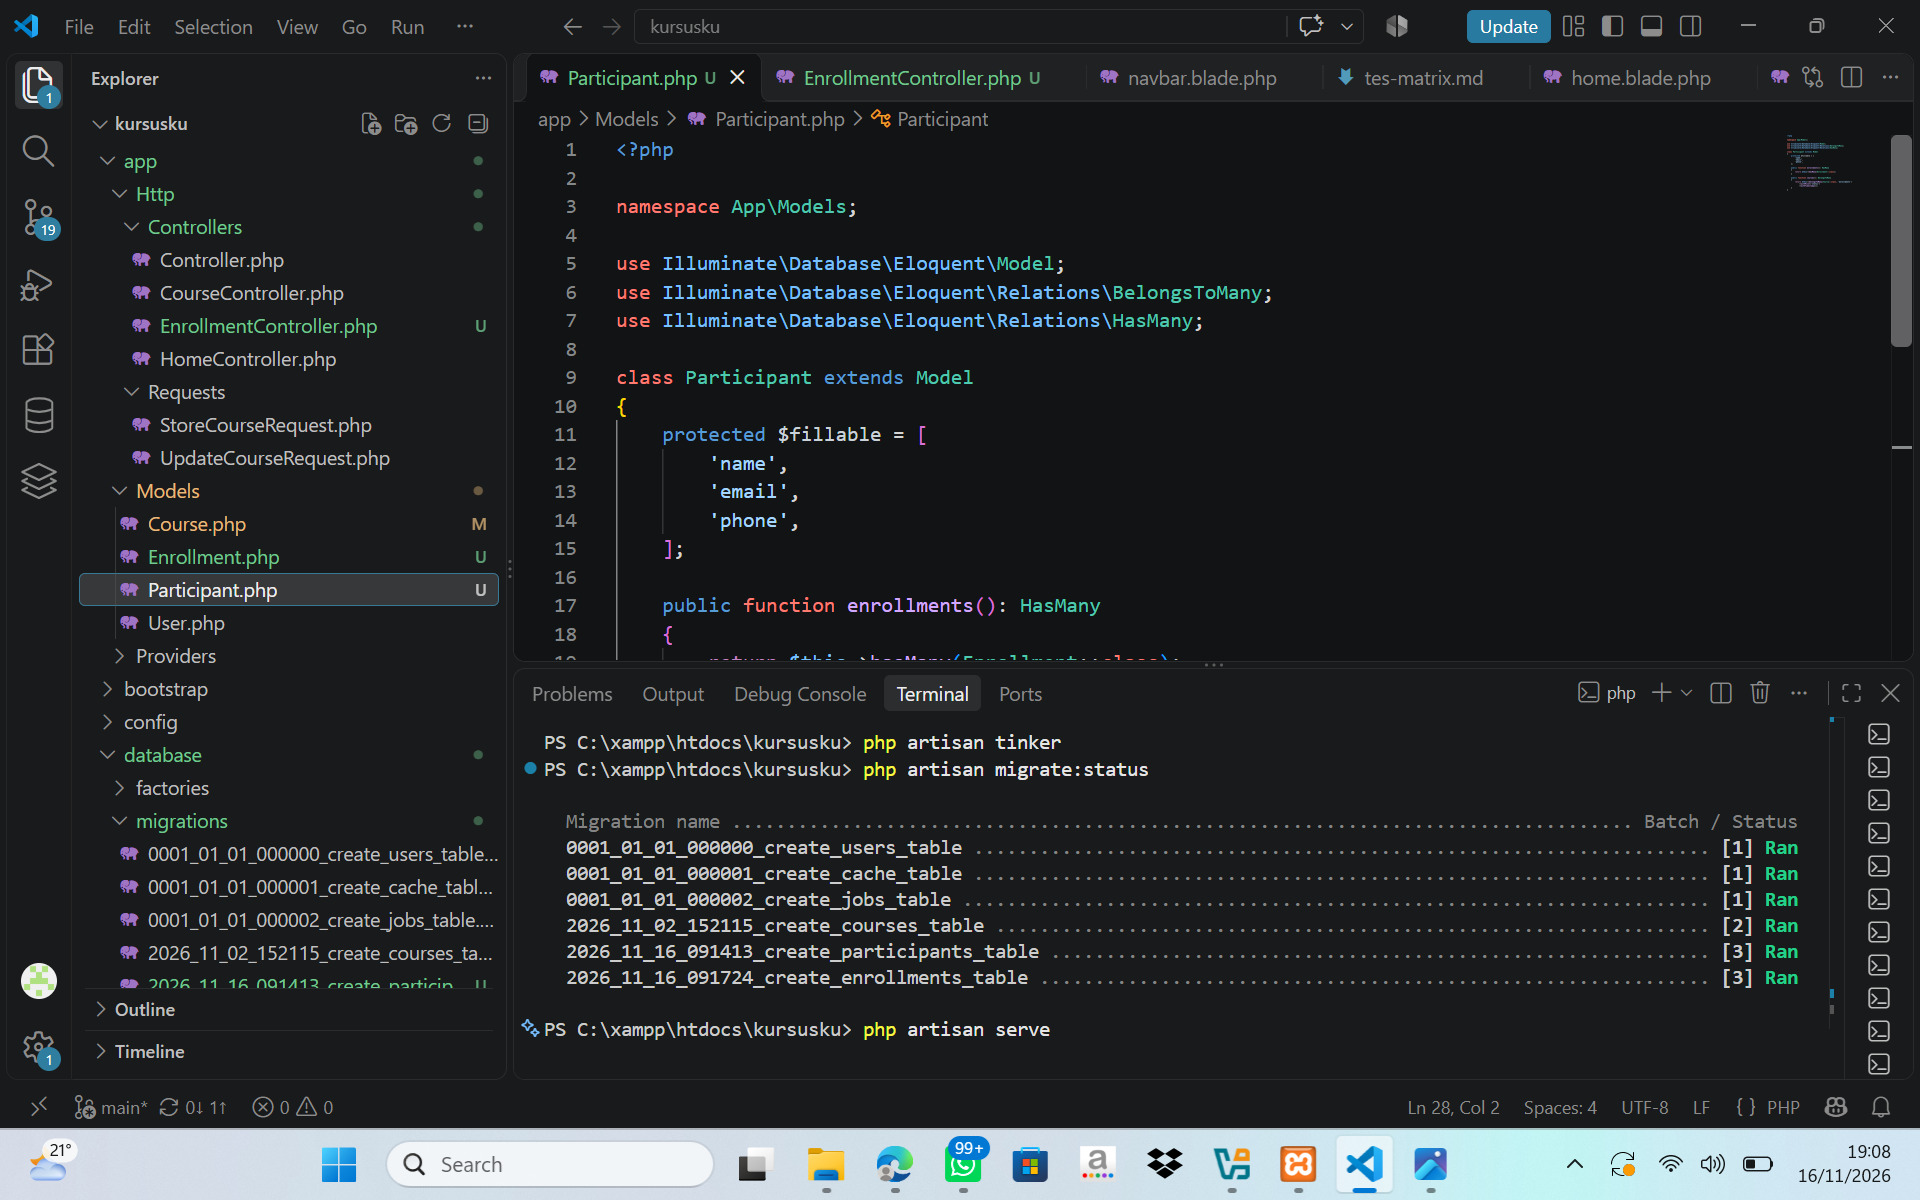 File Edit Selection View Go Run ··· kursusku Update
Explorer ···
kursusku
app
Http
Controllers
Controller.php
CourseController.php
EnrollmentController.php U
HomeController.php
Requests
StoreCourseRequest.php
UpdateCourseRequest.php
Models
Course.php M
Enrollment.php U
Participant.php U
User.php
Providers
bootstrap
config
database
factories
migrations
0001_01_01_000000_create_users_table...
0001_01_01_000001_create_cache_tabl...
0001_01_01_000002_create_jobs_table....
2026_11_02_152115_create_courses_ta...
2026_11_16_091413_create_particip... U
Outline
Timeline
1
19
1
Participant.php U EnrollmentController.php U navbar.blade.php tes-matrix.md home.blade.php
app > Models > Participant.php > Participant
1 <?php
2
3 namespace App\Models;
4
5 use Illuminate\Database\Eloquent\Model;
6 use Illuminate\Database\Eloquent\Relations\BelongsToMany;
7 use Illuminate\Database\Eloquent\Relations\HasMany;
8
9 class Participant extends Model
10 {
11 protected $fillable = [
12 'name',
13 'email',
14 'phone',
15 ];
16
17 public function enrollments(): HasMany
18 {
19 return $this->hasMany(Enrollment::class);
Problems Output Debug Console Terminal Ports php
PS C:\xampp\htdocs\kursusku> php artisan tinker
PS C:\xampp\htdocs\kursusku> php artisan migrate:status
Migration name ........ Batch / Status
0001_01_01_000000_create_users_table ........ [1] Ran
0001_01_01_000001_create_cache_table ........ [1] Ran
0001_01_01_000002_create_jobs_table ........ [1] Ran
2026_11_02_152115_create_courses_table ........ [2] Ran
2026_11_16_091413_create_participants_table ........ [3] Ran
2026_11_16_091724_create_enrollments_table ........ [3] Ran
PS C:\xampp\htdocs\kursusku> php artisan serve
main* 0↓ 1↑ 0 0 Ln 28, Col 2 Spaces: 4 UTF-8 LF { } PHP
21° Search 99+ a 19:08
16/11/2026